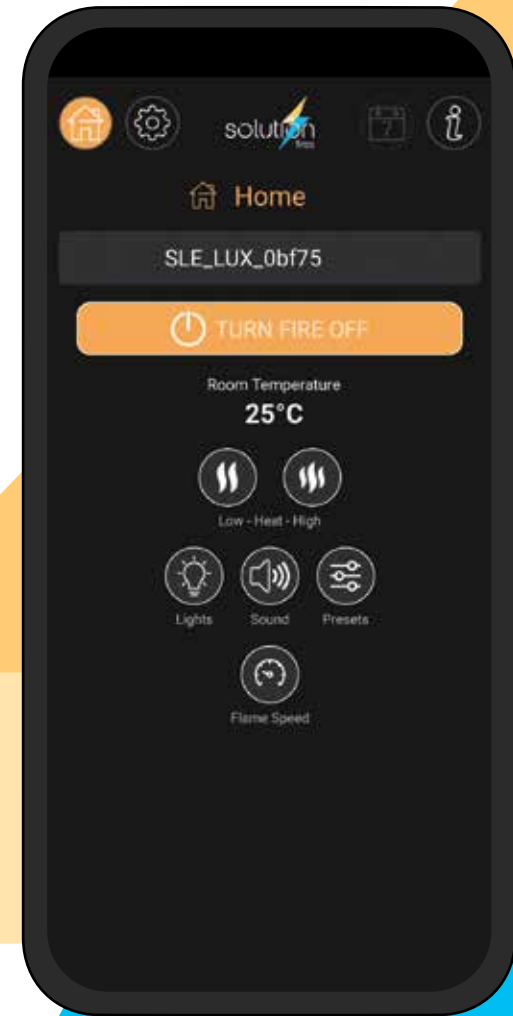 solution
fires
Home
SLE_LUX_0bf75
TURN FIRE OFF
Room Temperature
25°C
Low - Heat - High
Lights Sound Presets
Flame Speed